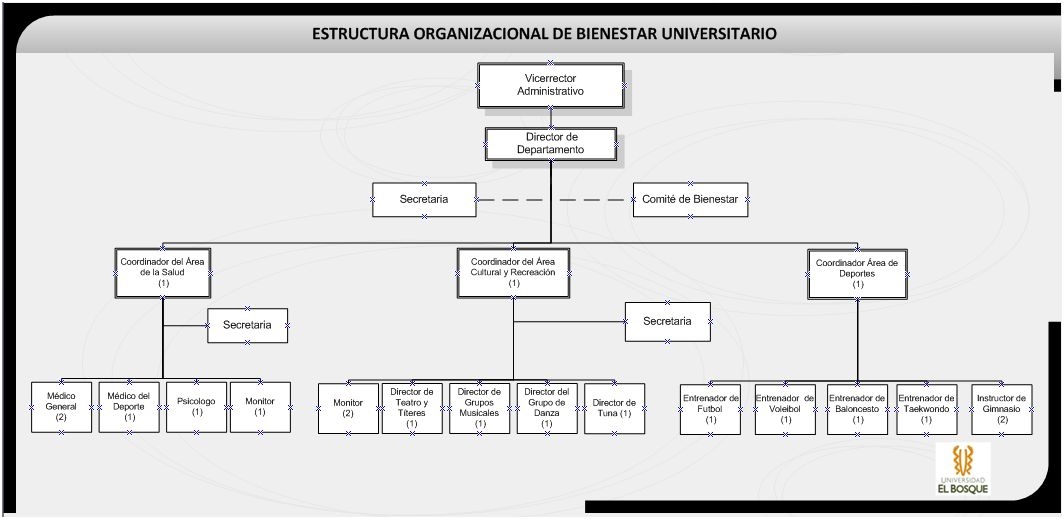 ESTRUCTURA ORGANIZACIONAL DE BIENESTAR UNIVERSITARIO
Vicerrector
Administrativo
Director de
Departamento
Secretaria
Comité de Bienestar
Coordinador del Área
de la Salud
(1)
Coordinador del Área
Cultural y Recreación
(1)
Coordinador Área de
Deportes
(1)
Secretaria
Secretaria
Médico
General
(2)
Médico del
Deporte
(1)
Psicologo
(1)
Monitor
(1)
Monitor
(2)
Director de
Teatro y
Títeres
(1)
Director de
Grupos
Musicales
(1)
Director del
Grupo de
Danza
(1)
Director de
Tuna (1)
Entrenador de
Futbol
(1)
Entrenador de
Voleibol
(1)
Entrenador de
Baloncesto
(1)
Entrenador de
Taekwondo
(1)
Instructor de
Gimnasio
(2)
UNIVERSIDAD
EL BOSQUE